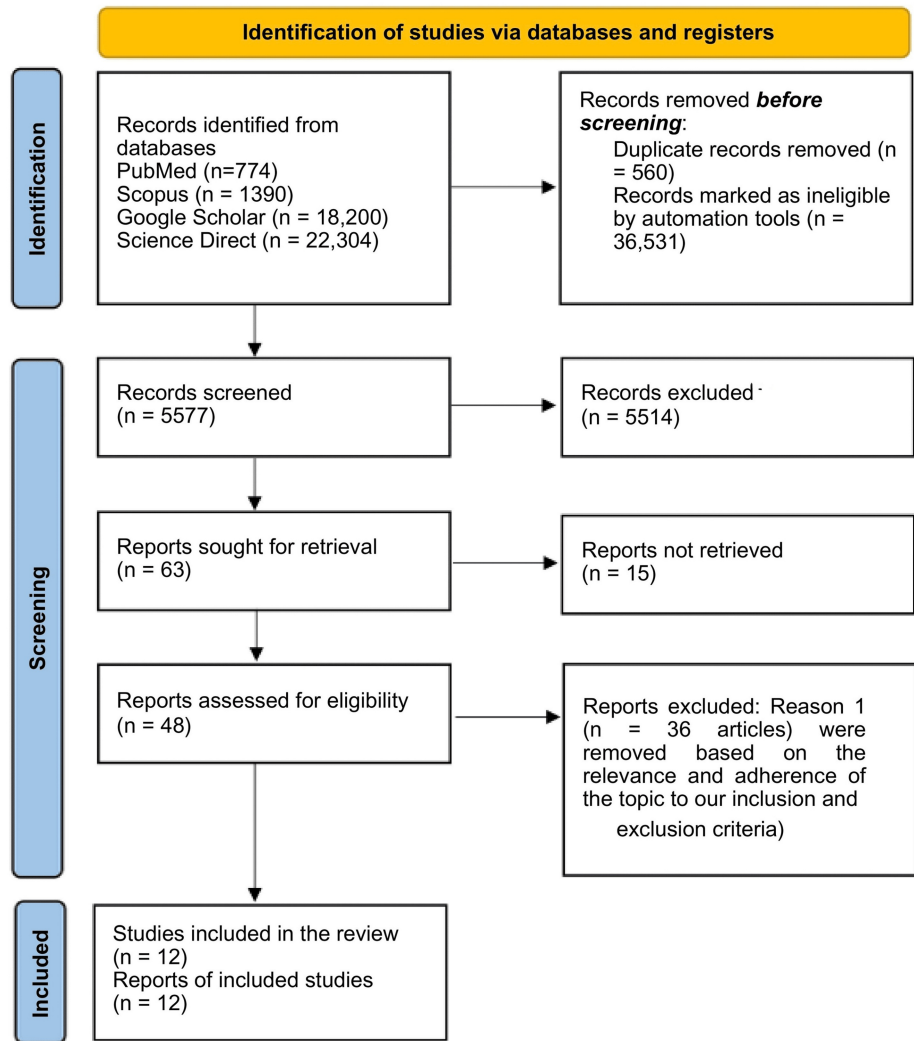 Identification of studies via databases and registers
Identification
Records identified from
databases
PubMed (n=774)
Scopus (n = 1390)
Google Scholar (n = 18,200)
Science Direct (n = 22,304)
Records removed before
screening:
Duplicate records removed (n
= 560)
Records marked as ineligible
by automation tools (n =
36,531)
Screening
Records screened
(n = 5577)
Records excluded
(n = 5514)
Reports sought for retrieval
(n = 63)
Reports not retrieved
(n = 15)
Reports assessed for eligibility
(n = 48)
Reports excluded: Reason 1
(n = 36 articles) were
removed based on the
relevance and adherence of
the topic to our inclusion and
exclusion criteria)
Included
Studies included in the review
(n = 12)
Reports of included studies
(n = 12)